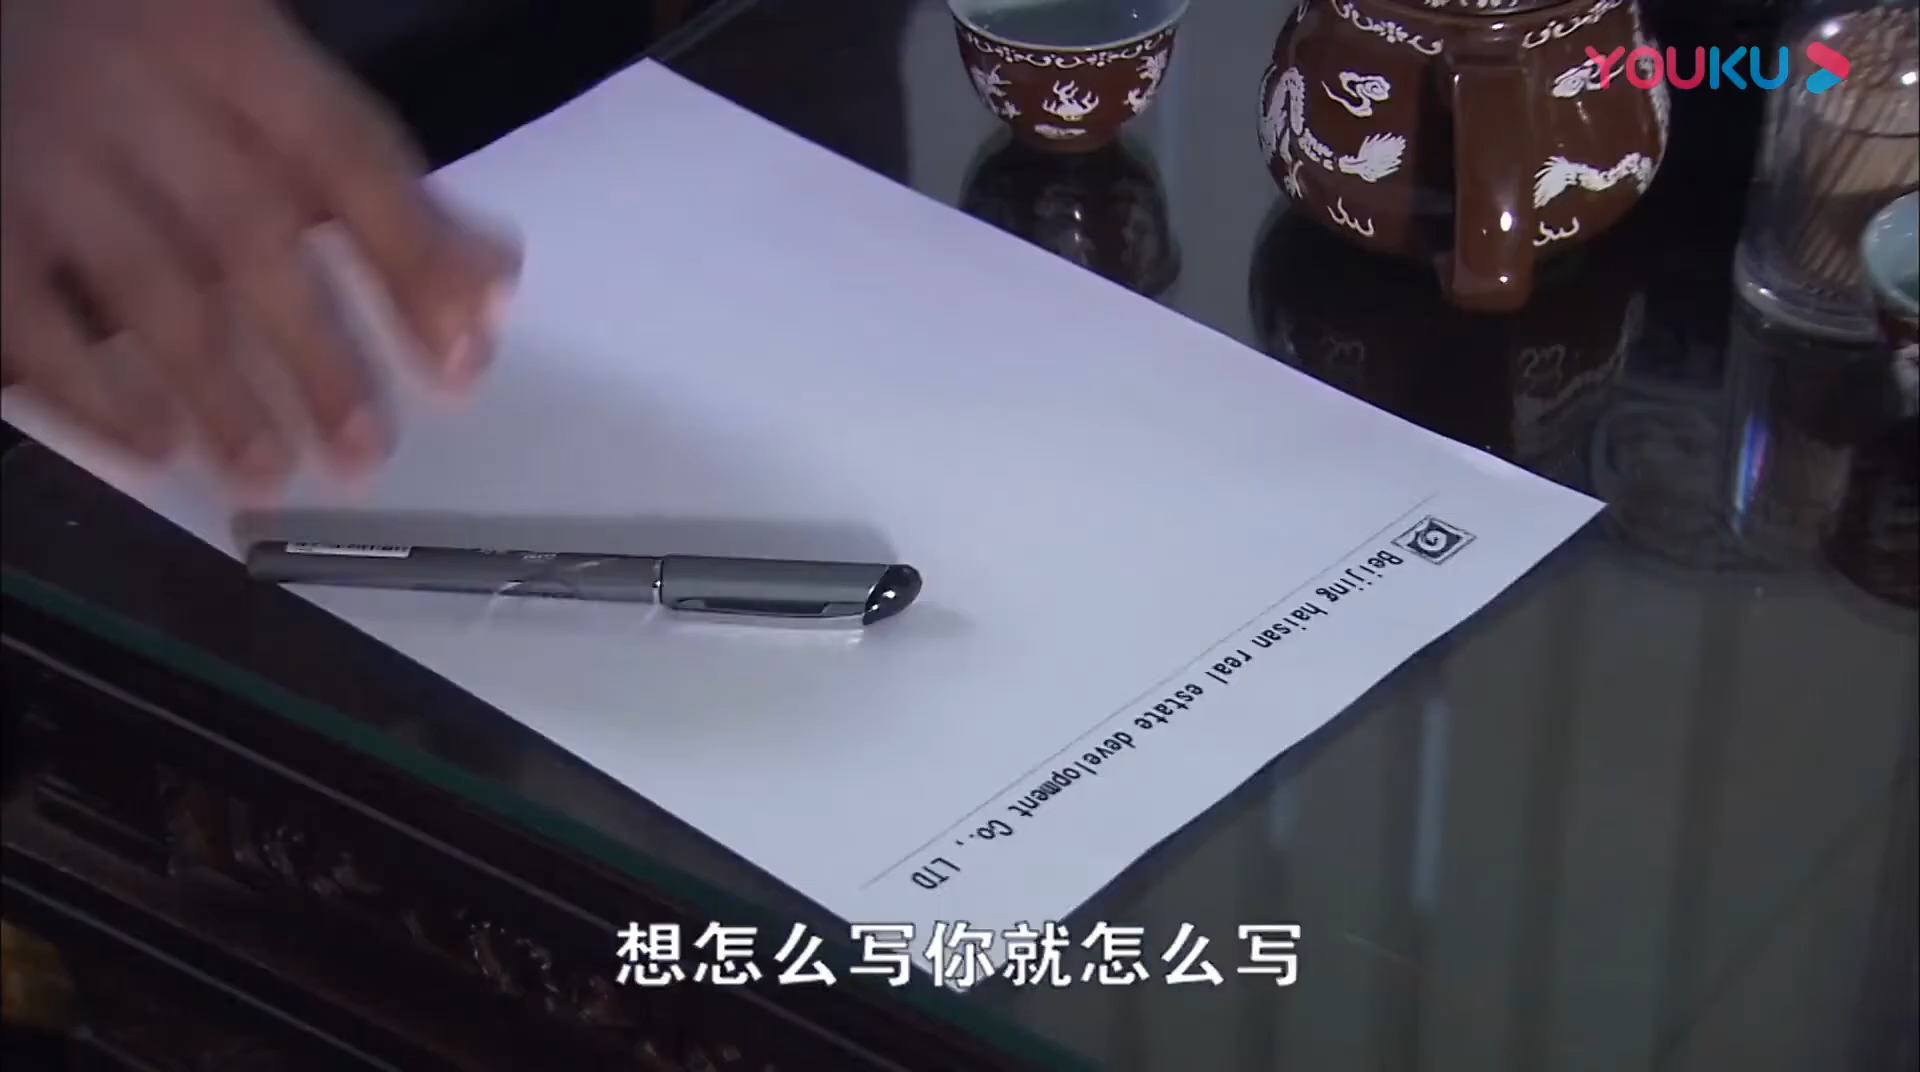 YOUKU
Beijing haisan real estate development Co., LTD
想怎么写你就怎么写